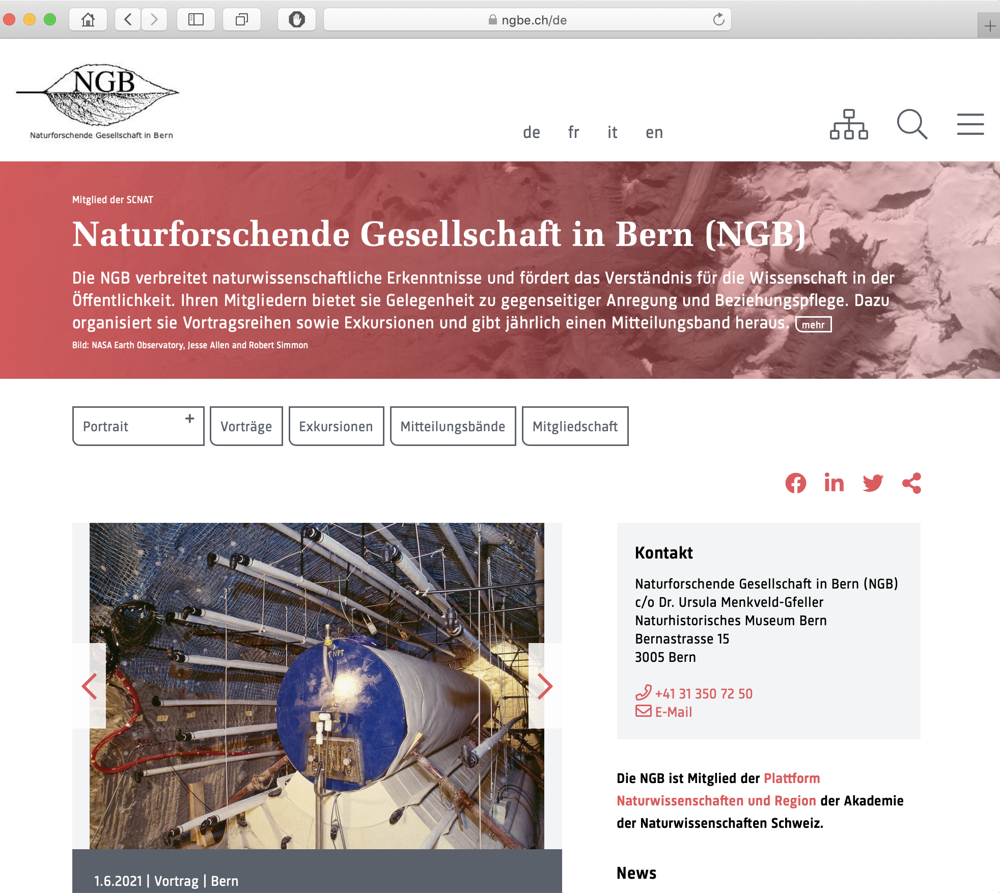 ngbe.ch/de
NGB
Naturforschende Gesellschaft in Bern
de fr it en
Mitglied der SCNAT
Naturforschende Gesellschaft in Bern (NGB)
Die NGB verbreitet naturwissenschaftliche Erkenntnisse und fördert das Verständnis für die Wissenschaft in der
Öffentlichkeit. Ihren Mitgliedern bietet sie Gelegenheit zu gegenseitiger Anregung und Beziehungspflege. Dazu
organisiert sie Vortragsreihen sowie Exkursionen und gibt jährlich einen Mitteilungsband heraus. mehr
Bild: NASA Earth Observatory, Jesse Allen and Robert Simmon
Portrait + Vorträge Exkursionen Mitteilungsbände Mitgliedschaft
1" NPT
1.6.2021 | Vortrag | Bern
Kontakt
Naturforschende Gesellschaft in Bern (NGB)
c/o Dr. Ursula Menkveld-Gfeller
Naturhistorisches Museum Bern
Bernastrasse 15
3005 Bern
+41 31 350 72 50
E-Mail
Die NGB ist Mitglied der Plattform
Naturwissenschaften und Region der Akademie
der Naturwissenschaften Schweiz.
News